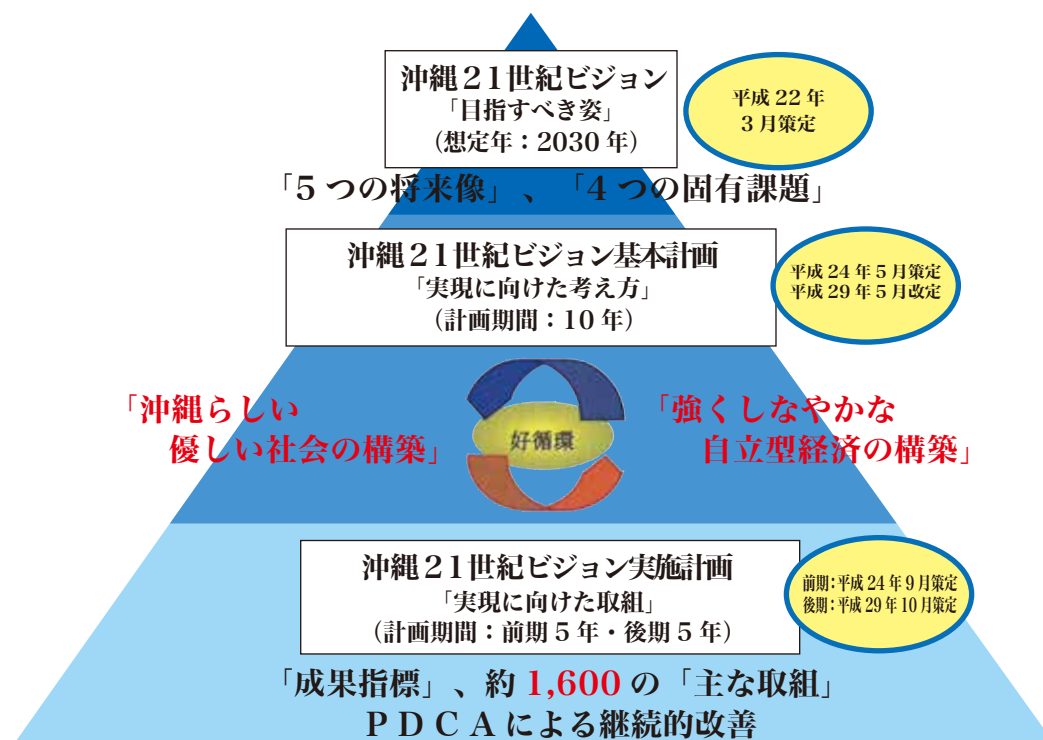 沖縄21世紀ビジョン
「目指すべき姿」
（想定年：2030年）
平成22年
3月策定
「5つの将来像」、「4つの固有課題」
沖縄21世紀ビジョン基本計画
「実現に向けた考え方」
（計画期間：10年）
平成24年5月策定
平成29年5月改定
「沖縄らしい
優しい社会の構築」
好循環
「強くしなやかな
自立型経済の構築」
沖縄21世紀ビジョン実施計画
「実現に向けた取組」
（計画期間：前期5年・後期5年）
前期：平成24年9月策定
後期：平成29年10月策定
「成果指標」、約1,600の「主な取組」
PDCAによる継続的改善